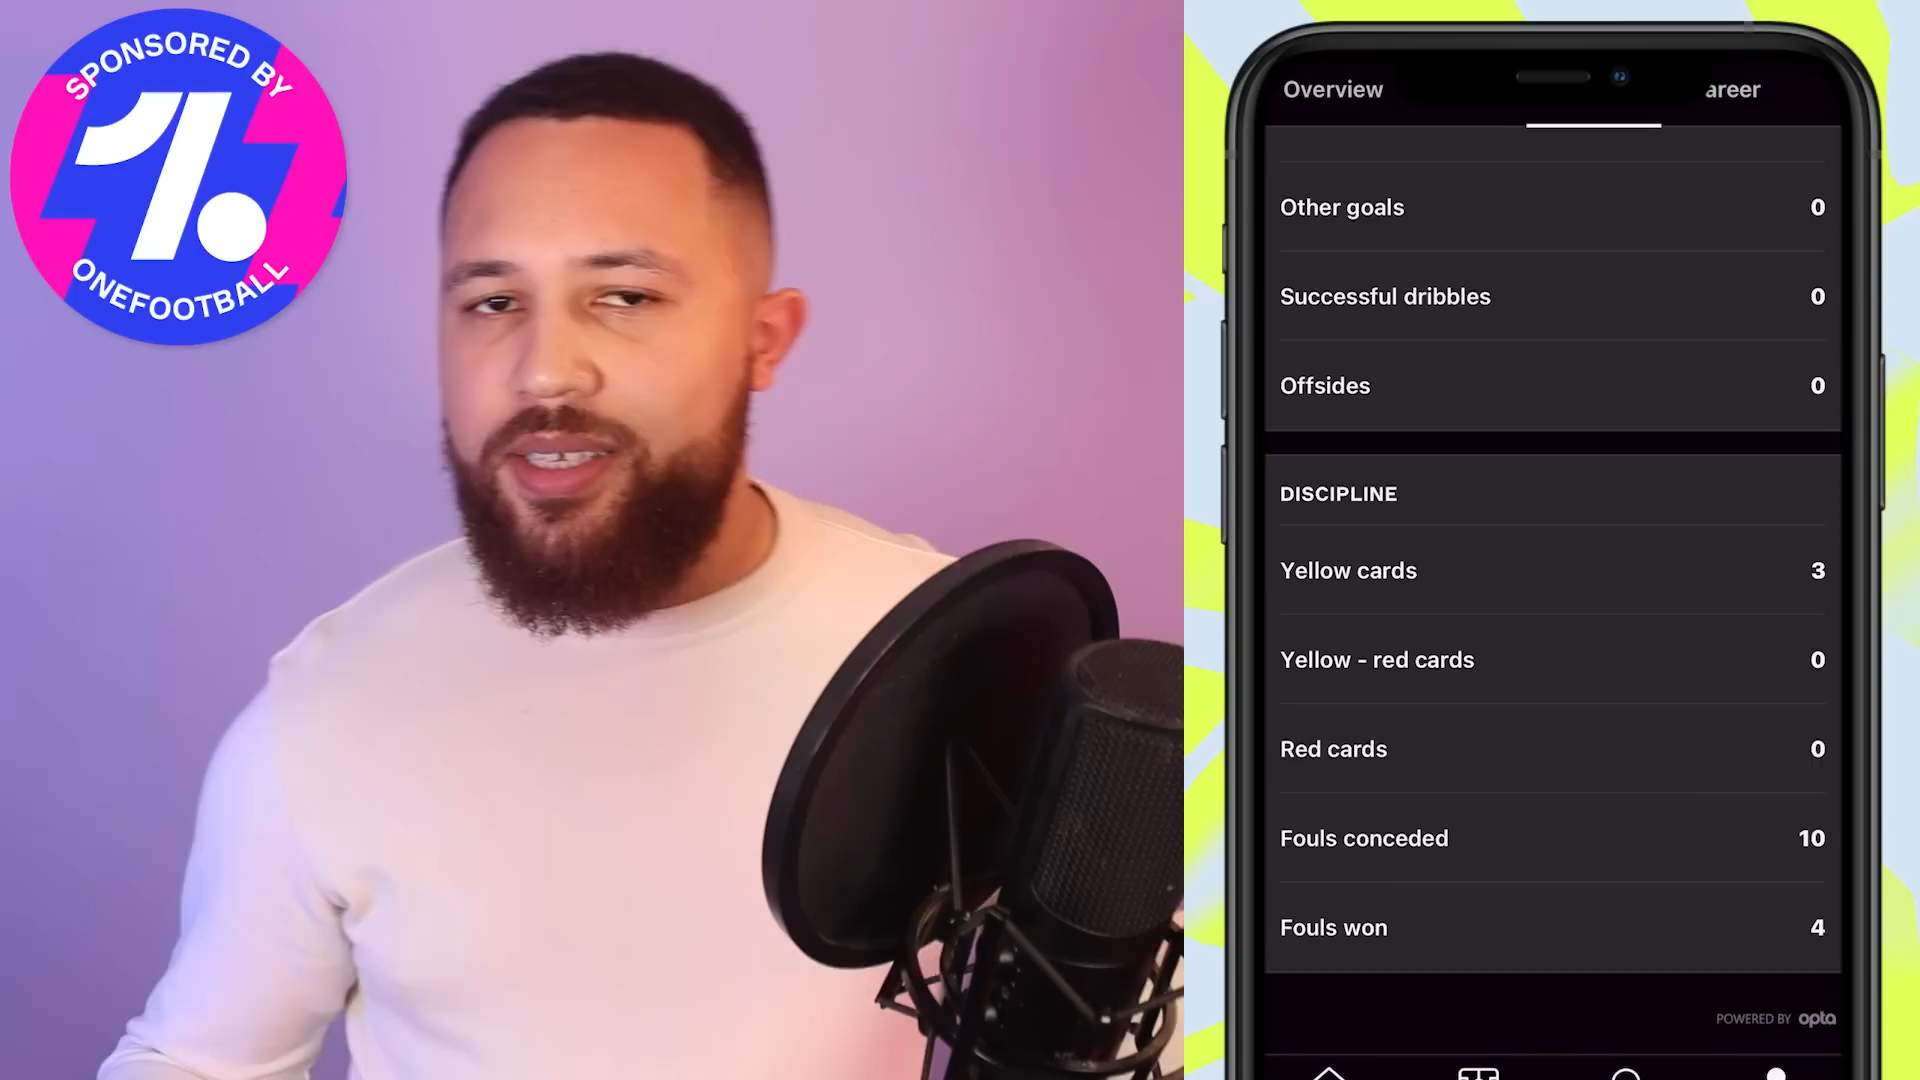 SPONSORED BY
1.
ONEFOOTBALL
Overview
areer
Other goals 0
Successful dribbles 0
Offsides 0
DISCIPLINE
Yellow cards 3
Yellow - red cards 0
Red cards 0
Fouls conceded 10
Fouls won 4
POWERED BY opta